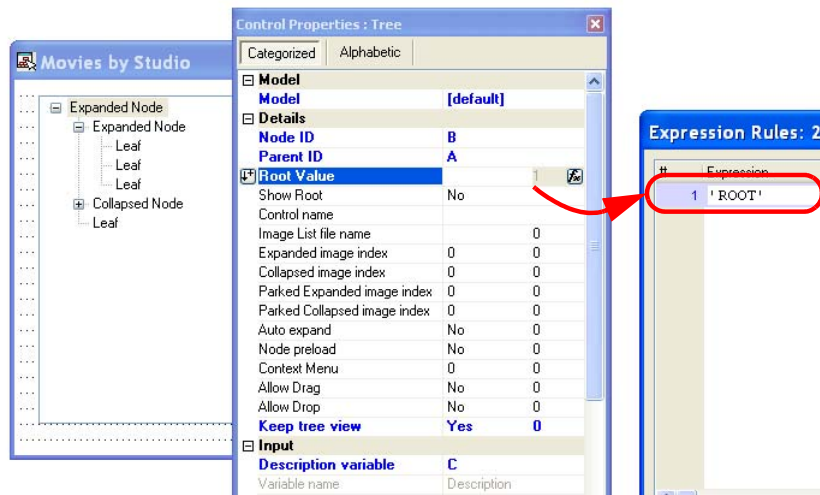 Movies by Studio
Expanded Node
Expanded Node
Leaf
Leaf
Leaf
Collapsed Node
Leaf
Control Properties : Tree
Categorized Alphabetic
Model
Model [default]
Details
Node ID B
Parent ID A
Root Value 1
Show Root No
Control name
Image List file name 0
Expanded image index 0 0
Collapsed image index 0 0
Parked Expanded image index 0 0
Parked Collapsed image index 0 0
Auto expand No 0
Node preload No 0
Context Menu 0 0
Allow Drag No 0
Allow Drop No 0
Keep tree view Yes 0
Input
Description variable C
Variable name Description
Expression Rules: 2
# Expression
1 'ROOT'